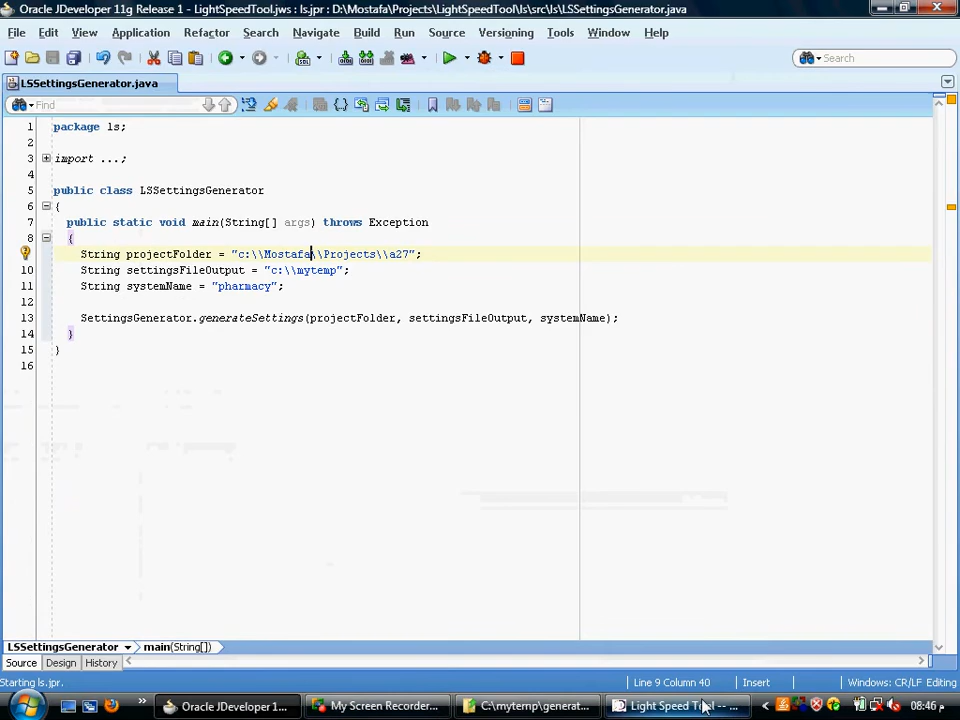 Oracle JDeveloper 11g Release 1 - LightSpeedTool.jws : ls.jpr : D:\Mostafa\Projects\LightSpeedTool\ls\src\ls\LSSettingsGenerator.java
File Edit View Application Refactor Search Navigate Build Run Source Versioning Tools Window Help
Search
LSSettingsGenerator.java
Find
1 package ls;
2
3 import ...;
4
5 public class LSSettingsGenerator
6 {
7 public static void main(String[] args) throws Exception
8 {
String projectFolder = "c:\\Mostafa\\Projects\\a27";
10 String settingsFileOutput = "c:\\mytemp";
11 String systemName = "pharmacy";
12
13 SettingsGenerator.generateSettings(projectFolder, settingsFileOutput, systemName);
14 }
15 }
16
LSSettingsGenerator main(String[])
Source Design History
Starting ls.jpr. Line 9 Column 40 Insert Windows: CR/LF Editing
Oracle JDeveloper 1... My Screen Recorder... C:\mytemp\generat... Light Speed Tool -- ... 08:46 م